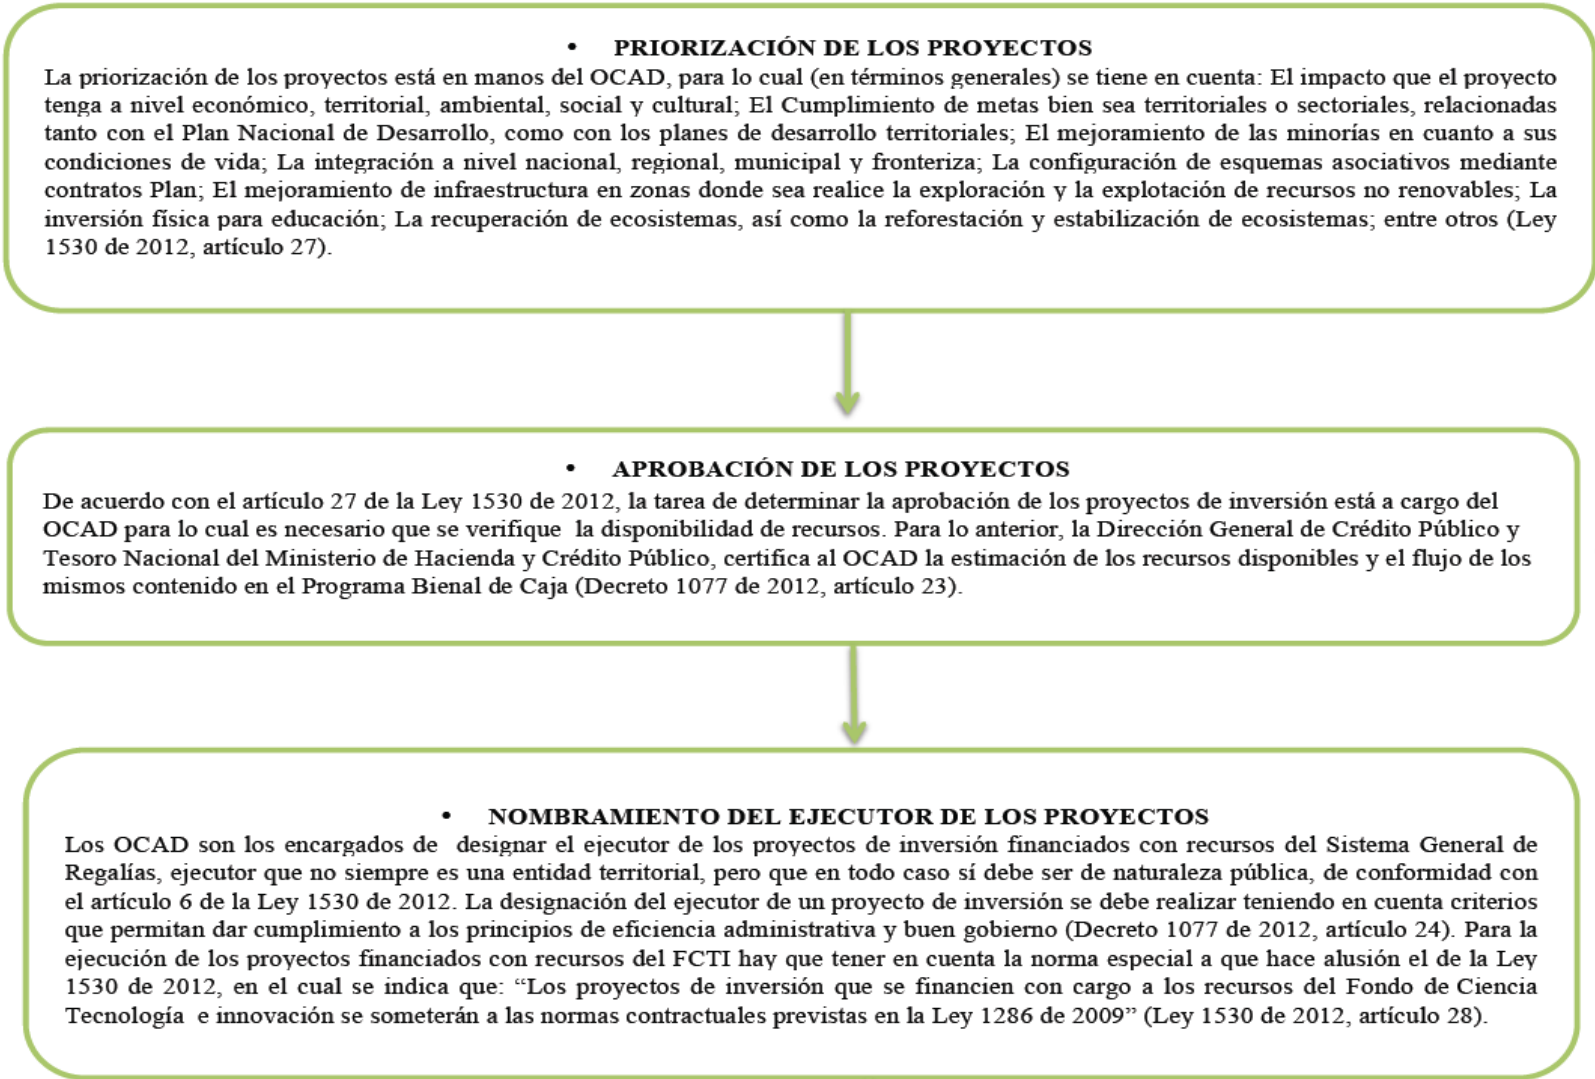 • PRIORIZACIÓN DE LOS PROYECTOS
La priorización de los proyectos está en manos del OCAD, para lo cual (en términos generales) se tiene en cuenta: El impacto que el proyecto
tenga a nivel económico, territorial, ambiental, social y cultural; El Cumplimiento de metas bien sea territoriales o sectoriales, relacionadas
tanto con el Plan Nacional de Desarrollo, como con los planes de desarrollo territoriales; El mejoramiento de las minorías en cuanto a sus
condiciones de vida; La integración a nivel nacional, regional, municipal y fronteriza; La configuración de esquemas asociativos mediante
contratos Plan; El mejoramiento de infraestructura en zonas donde sea realice la exploración y la explotación de recursos no renovables; La
inversión física para educación; La recuperación de ecosistemas, así como la reforestación y estabilización de ecosistemas; entre otros (Ley
1530 de 2012, artículo 27).
• APROBACIÓN DE LOS PROYECTOS
De acuerdo con el artículo 27 de la Ley 1530 de 2012, la tarea de determinar la aprobación de los proyectos de inversión está a cargo del
OCAD para lo cual es necesario que se verifique la disponibilidad de recursos. Para lo anterior, la Dirección General de Crédito Público y
Tesoro Nacional del Ministerio de Hacienda y Crédito Público, certifica al OCAD la estimación de los recursos disponibles y el flujo de los
mismos contenido en el Programa Bienal de Caja (Decreto 1077 de 2012, artículo 23).
• NOMBRAMIENTO DEL EJECUTOR DE LOS PROYECTOS
Los OCAD son los encargados de designar el ejecutor de los proyectos de inversión financiados con recursos del Sistema General de
Regalías, ejecutor que no siempre es una entidad territorial, pero que en todo caso sí debe ser de naturaleza pública, de conformidad con
el artículo 6 de la Ley 1530 de 2012. La designación del ejecutor de un proyecto de inversión se debe realizar teniendo en cuenta criterios
que permitan dar cumplimiento a los principios de eficiencia administrativa y buen gobierno (Decreto 1077 de 2012, artículo 24). Para la
ejecución de los proyectos financiados con recursos del FCTI hay que tener en cuenta la norma especial a que hace alusión el de la Ley
1530 de 2012, en el cual se indica que: “Los proyectos de inversión que se financien con cargo a los recursos del Fondo de Ciencia
Tecnología e innovación se someterán a las normas contractuales previstas en la Ley 1286 de 2009” (Ley 1530 de 2012, artículo 28).